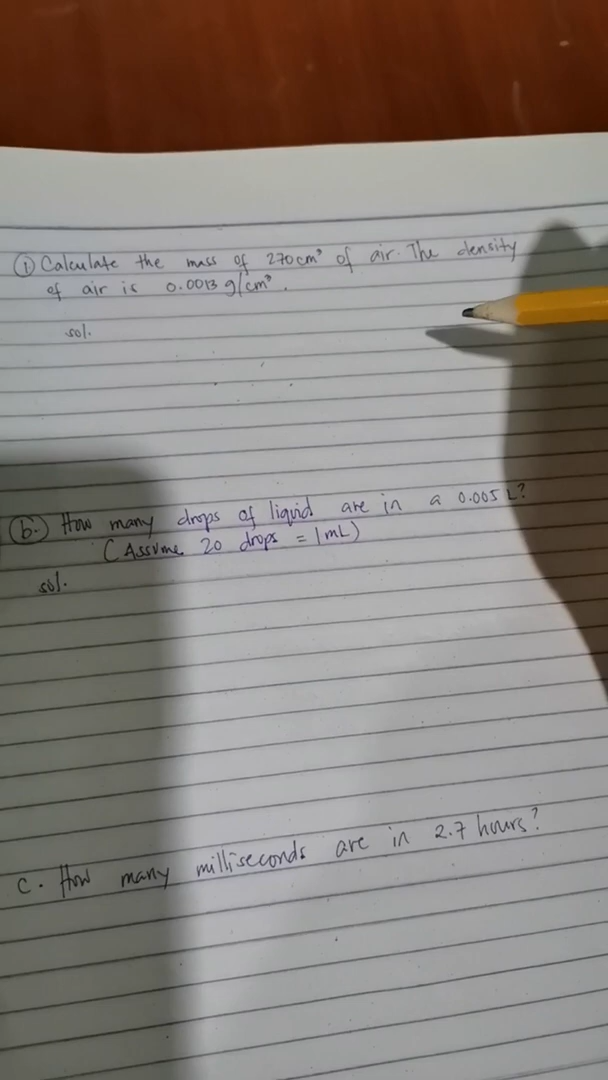 ① Calculate the mass of 270 cm³ of air. The density
of air is 0.0013 g/cm³.
sol.
(b.) How many drops of liquid are in a 0.005 L?
(Assume 20 drops = 1 mL)
sol.
c. How many milliseconds are in 2.7 hours?